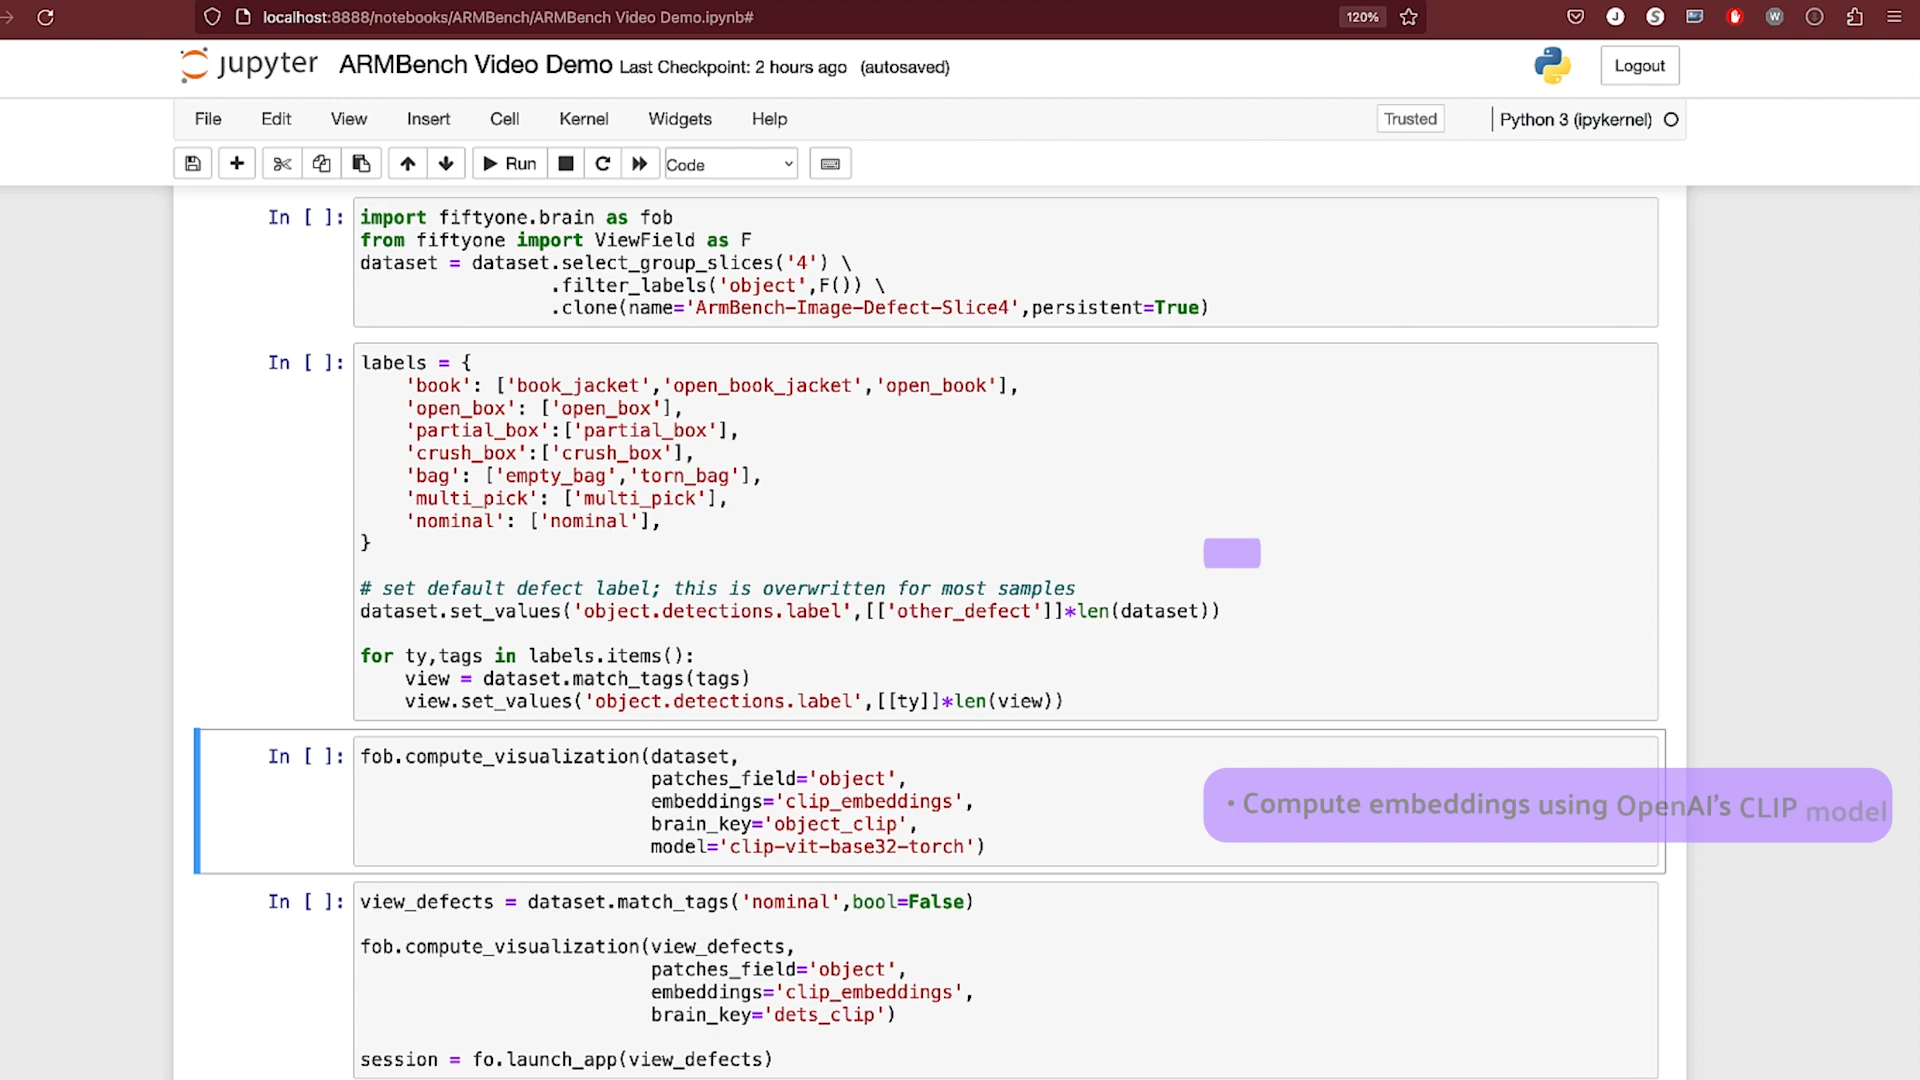 localhost:8888/notebooks/ARMBench/ARMBench Video Demo.ipynb#
120%
J
S
W
jupyter ARMBench Video Demo Last Checkpoint: 2 hours ago (autosaved)
Logout
File Edit View Insert Cell Kernel Widgets Help
Trusted Python 3 (ipykernel)
Run Code
In [ ]: import fiftyone.brain as fob
from fiftyone import ViewField as F
dataset = dataset.select_group_slices('4') \
.filter_labels('object',F()) \
.clone(name='ArmBench-Image-Defect-Slice4',persistent=True)
In [ ]: labels = {
'book': ['book_jacket','open_book_jacket','open_book'],
'open_box': ['open_box'],
'partial_box':['partial_box'],
'crush_box':['crush_box'],
'bag': ['empty_bag','torn_bag'],
'multi_pick': ['multi_pick'],
'nominal': ['nominal'],
}
# set default defect label; this is overwritten for most samples
dataset.set_values('object.detections.label',[['other_defect']]*len(dataset))
for ty,tags in labels.items():
view = dataset.match_tags(tags)
view.set_values('object.detections.label',[[ty]]*len(view))
In [ ]: fob.compute_visualization(dataset,
patches_field='object',
embeddings='clip_embeddings',
brain_key='object_clip',
model='clip-vit-base32-torch')
• Compute embeddings using OpenAI's CLIP model
In [ ]: view_defects = dataset.match_tags('nominal',bool=False)
fob.compute_visualization(view_defects,
patches_field='object',
embeddings='clip_embeddings',
brain_key='dets_clip')
session = fo.launch_app(view_defects)